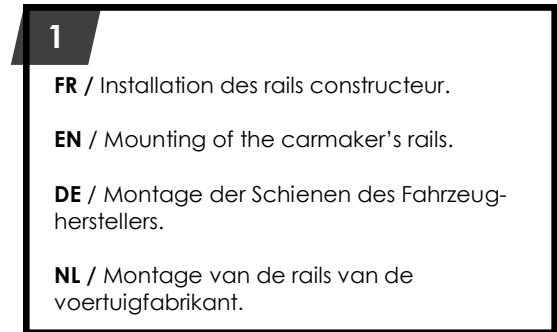 1
FR / Installation des rails constructeur.
EN / Mounting of the carmaker's rails.
DE / Montage der Schienen des Fahrzeug-
herstellers.
NL / Montage van de rails van de
voertuigfabrikant.